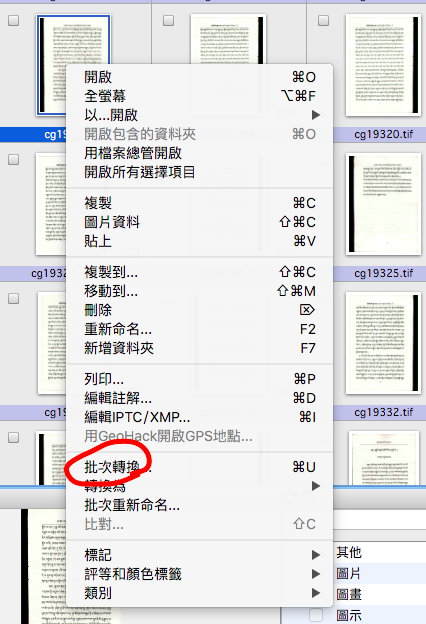 開啟 ⌘O
全螢幕 ⌥⌘F
以...開啟
開啟包含的資料夾 ⌘O
用檔案總管開啟
開啟所有選擇項目
複製 ⌘C
圖片資料 ⇧⌘C
貼上 ⌘V
複製到... ⇧⌘C
移動到... ⇧⌘M
刪除 ⌦
重新命名... F2
新增資料夾 F7
列印... ⌘P
編輯註解... ⌘D
編輯IPTC/XMP... ⌘I
用GeoHack開啟GPS地點...
批次轉換... ⌘U
轉換為
批次重新命名...
比對... ⇧C
標記
評等和顏色標籤
類別
cg19320.tif
cg19325.tif
cg19332.tif
其他
圖片
圖畫
圖示